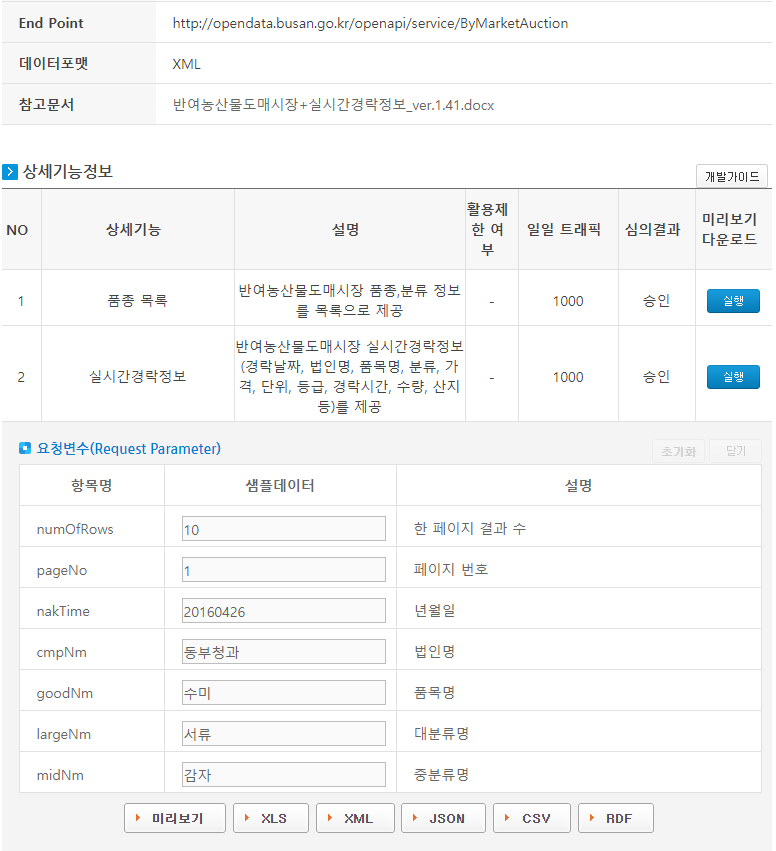 End Point http://opendata.busan.go.kr/openapi/service/ByMarketAuction
데이터포맷 XML
참고문서 반여농산물도매시장+실시간경락정보_ver.1.41.docx
상세기능정보
개발가이드
NO 상세기능 설명 활용제한 여부 일일 트래픽 심의결과 미리보기 다운로드
1 품종 목록 반여농산물도매시장 품종,분류 정보
를 목록으로 제공 - 1000 승인 실행
2 실시간경락정보 반여농산물도매시장 실시간경락정보
(경락날짜, 법인명, 품목명, 분류, 가
격, 단위, 등급, 경락시간, 수량, 산지
등)를 제공 - 1000 승인 실행
요청변수(Request Parameter)
초기화 닫기
항목명 샘플데이터 설명
numOfRows 10 한 페이지 결과 수
pageNo 1 페이지 번호
nakTime 20160426 년월일
cmpNm 동부청과 법인명
goodNm 수미 품목명
largeNm 서류 대분류명
midNm 감자 중분류명
미리보기 XLS XML JSON CSV RDF